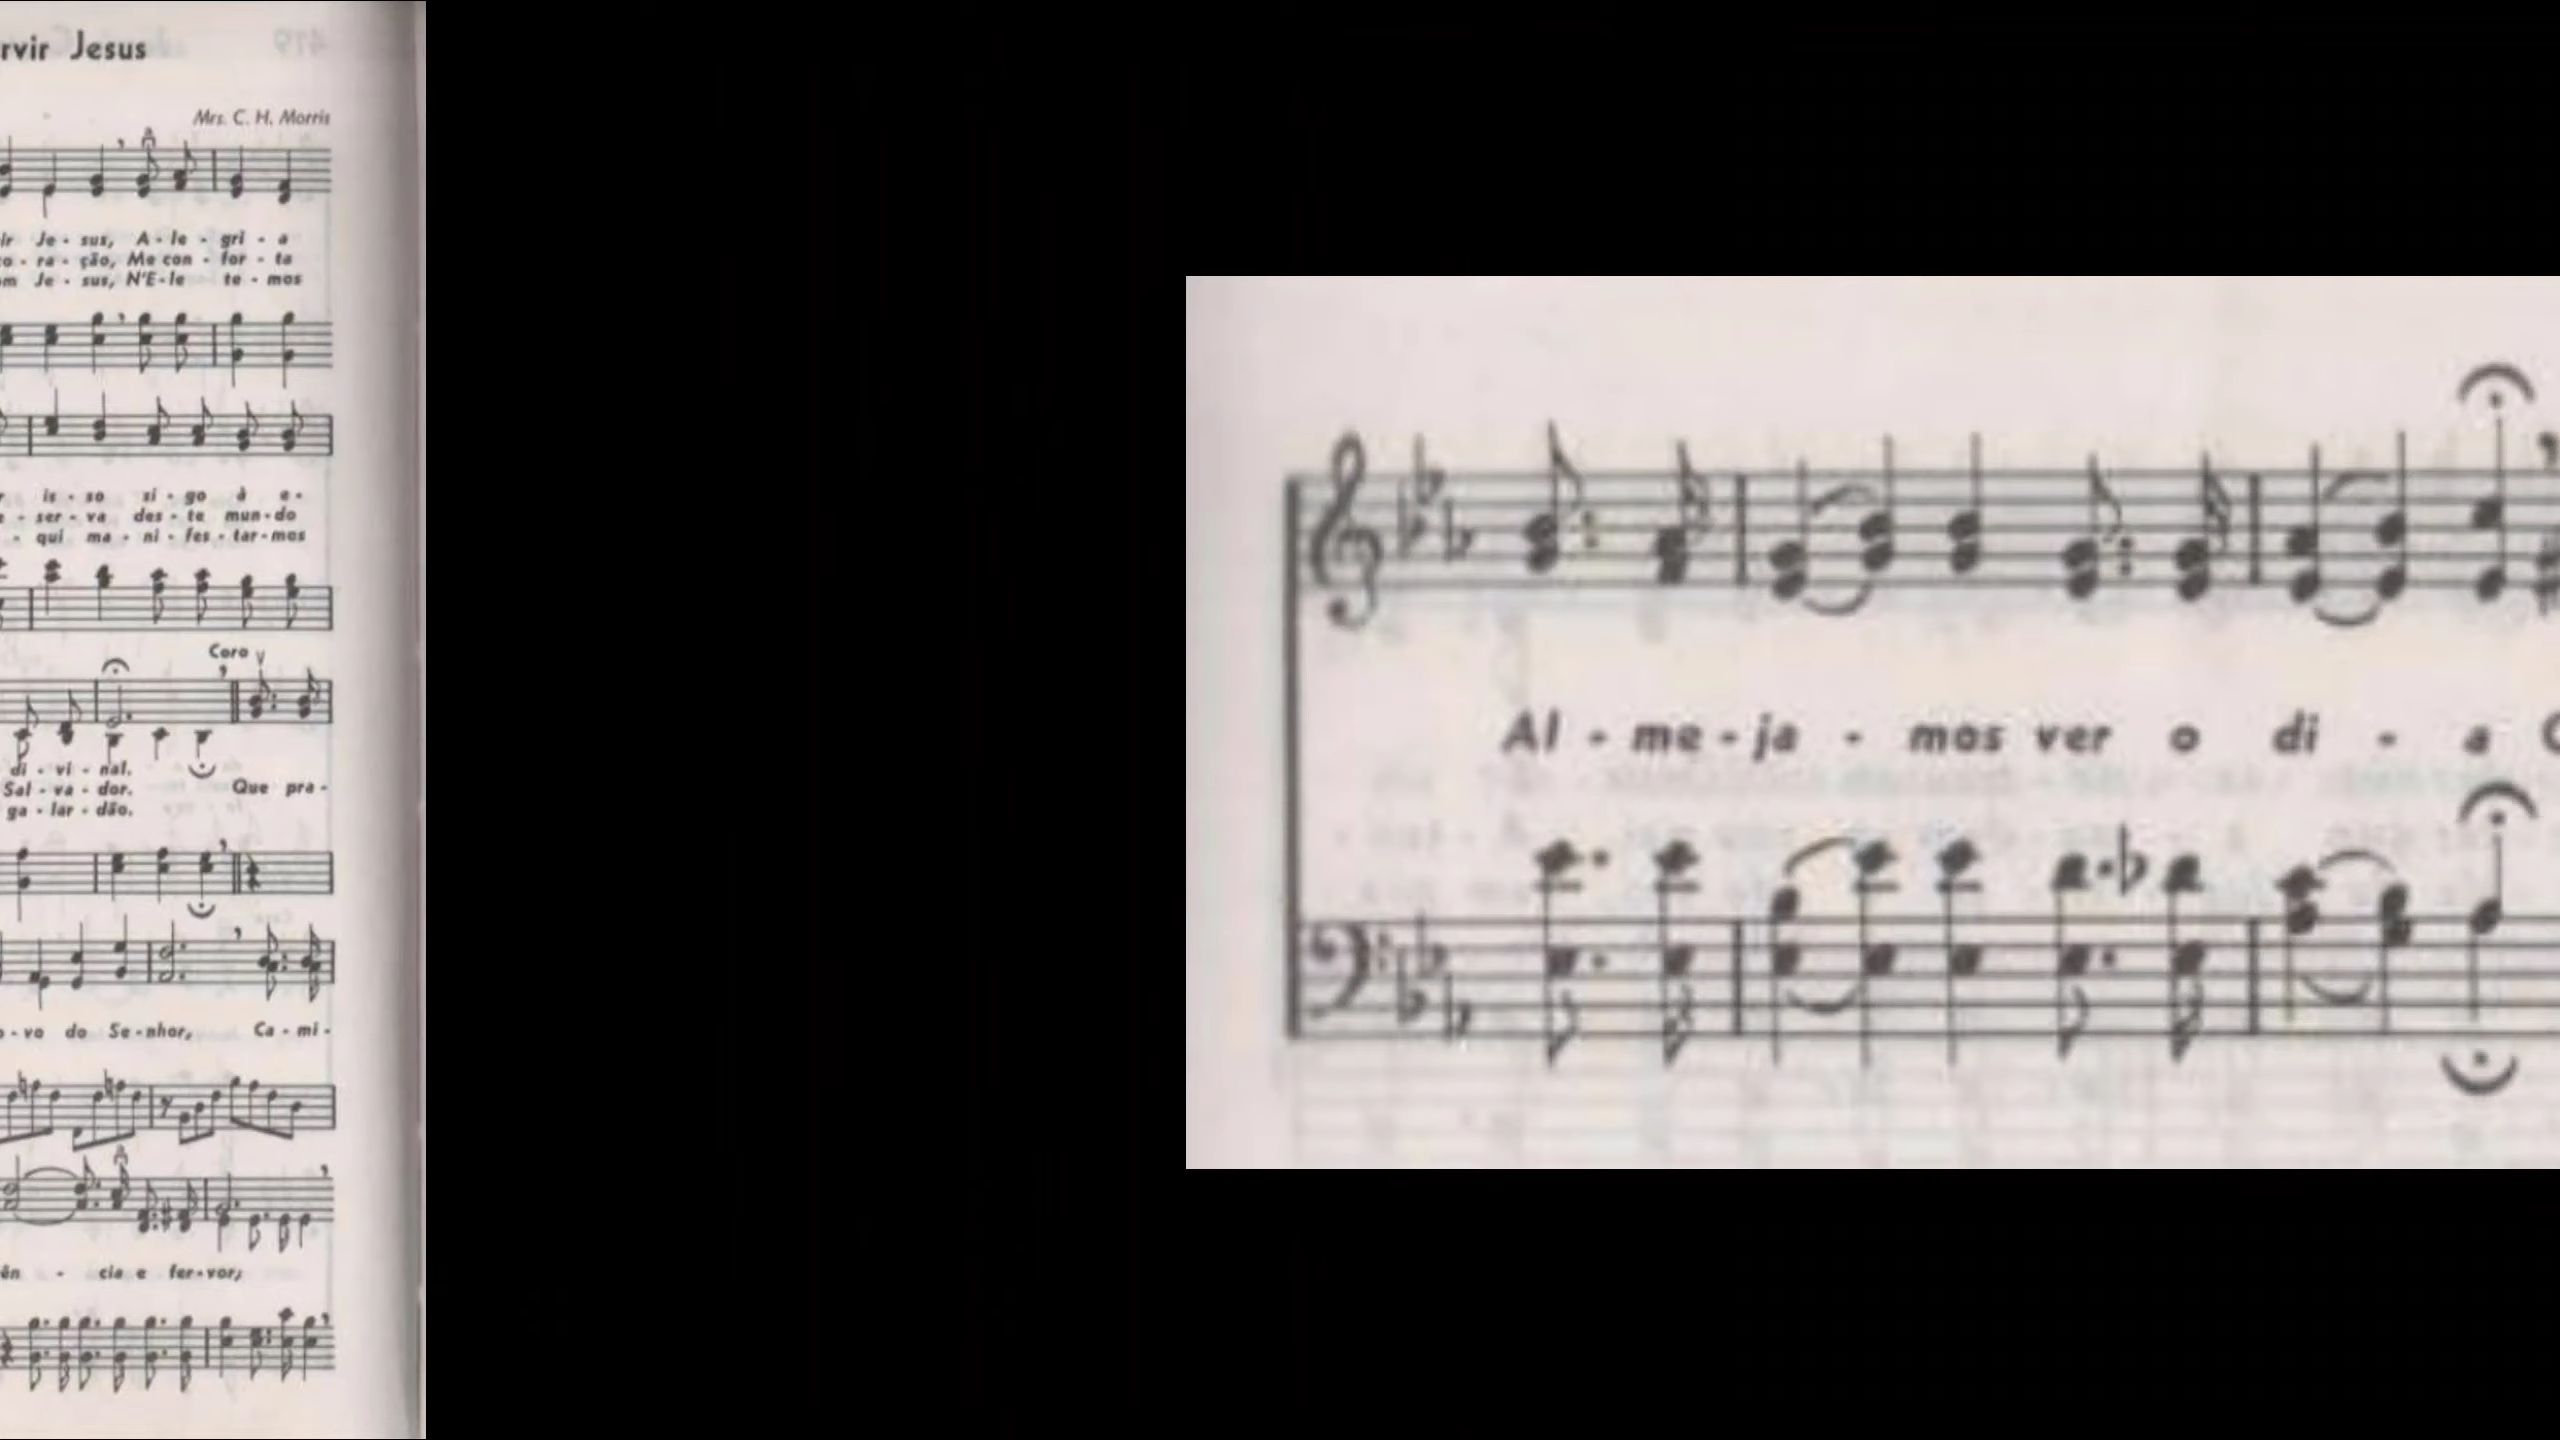 rvir Jesus
Mrs. C. H. Morris
ir Je - sus, A - le - gri - a
co - ra - ção, Me con - for - ta
om Je - sus, N'E - le te - mos
is - so si - go à e -
- ser - va des - te mun - do
- qui ma - ni - fes - tar - mos
Coro
di - vi - nal.
Sal - va - dor. Que pra -
ga - lar - dão.
o - vo do Se - nhor, Ca - mi -
ên - cia e fer - vor;
Al - me - ja - mos ver o di - a